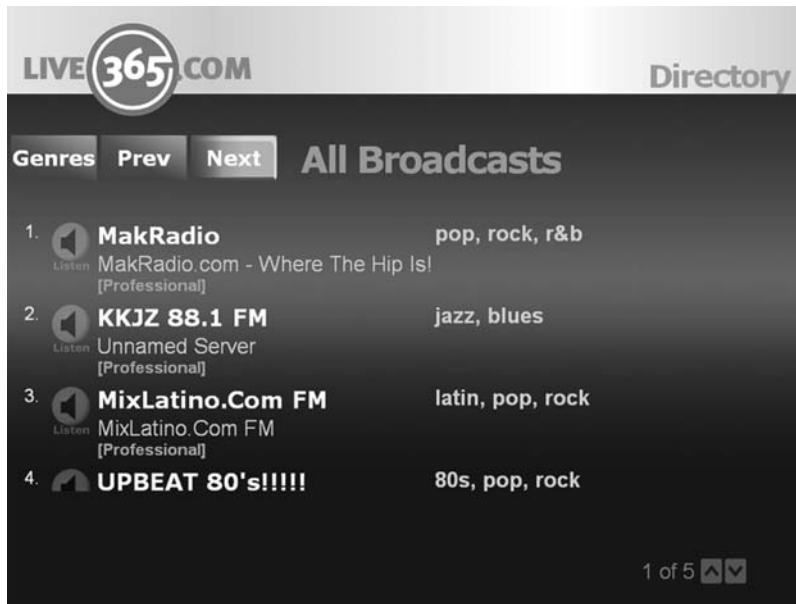 LIVE 365 .COM
Directory
Genres Prev Next All Broadcasts
1. MakRadio pop, rock, r&b
Listen MakRadio.com - Where The Hip Is!
[Professional]
2. KKJZ 88.1 FM jazz, blues
Listen Unnamed Server
[Professional]
3. MixLatino.Com FM latin, pop, rock
Listen MixLatino.Com FM
[Professional]
4. UPBEAT 80's!!!!! 80s, pop, rock
1 of 5